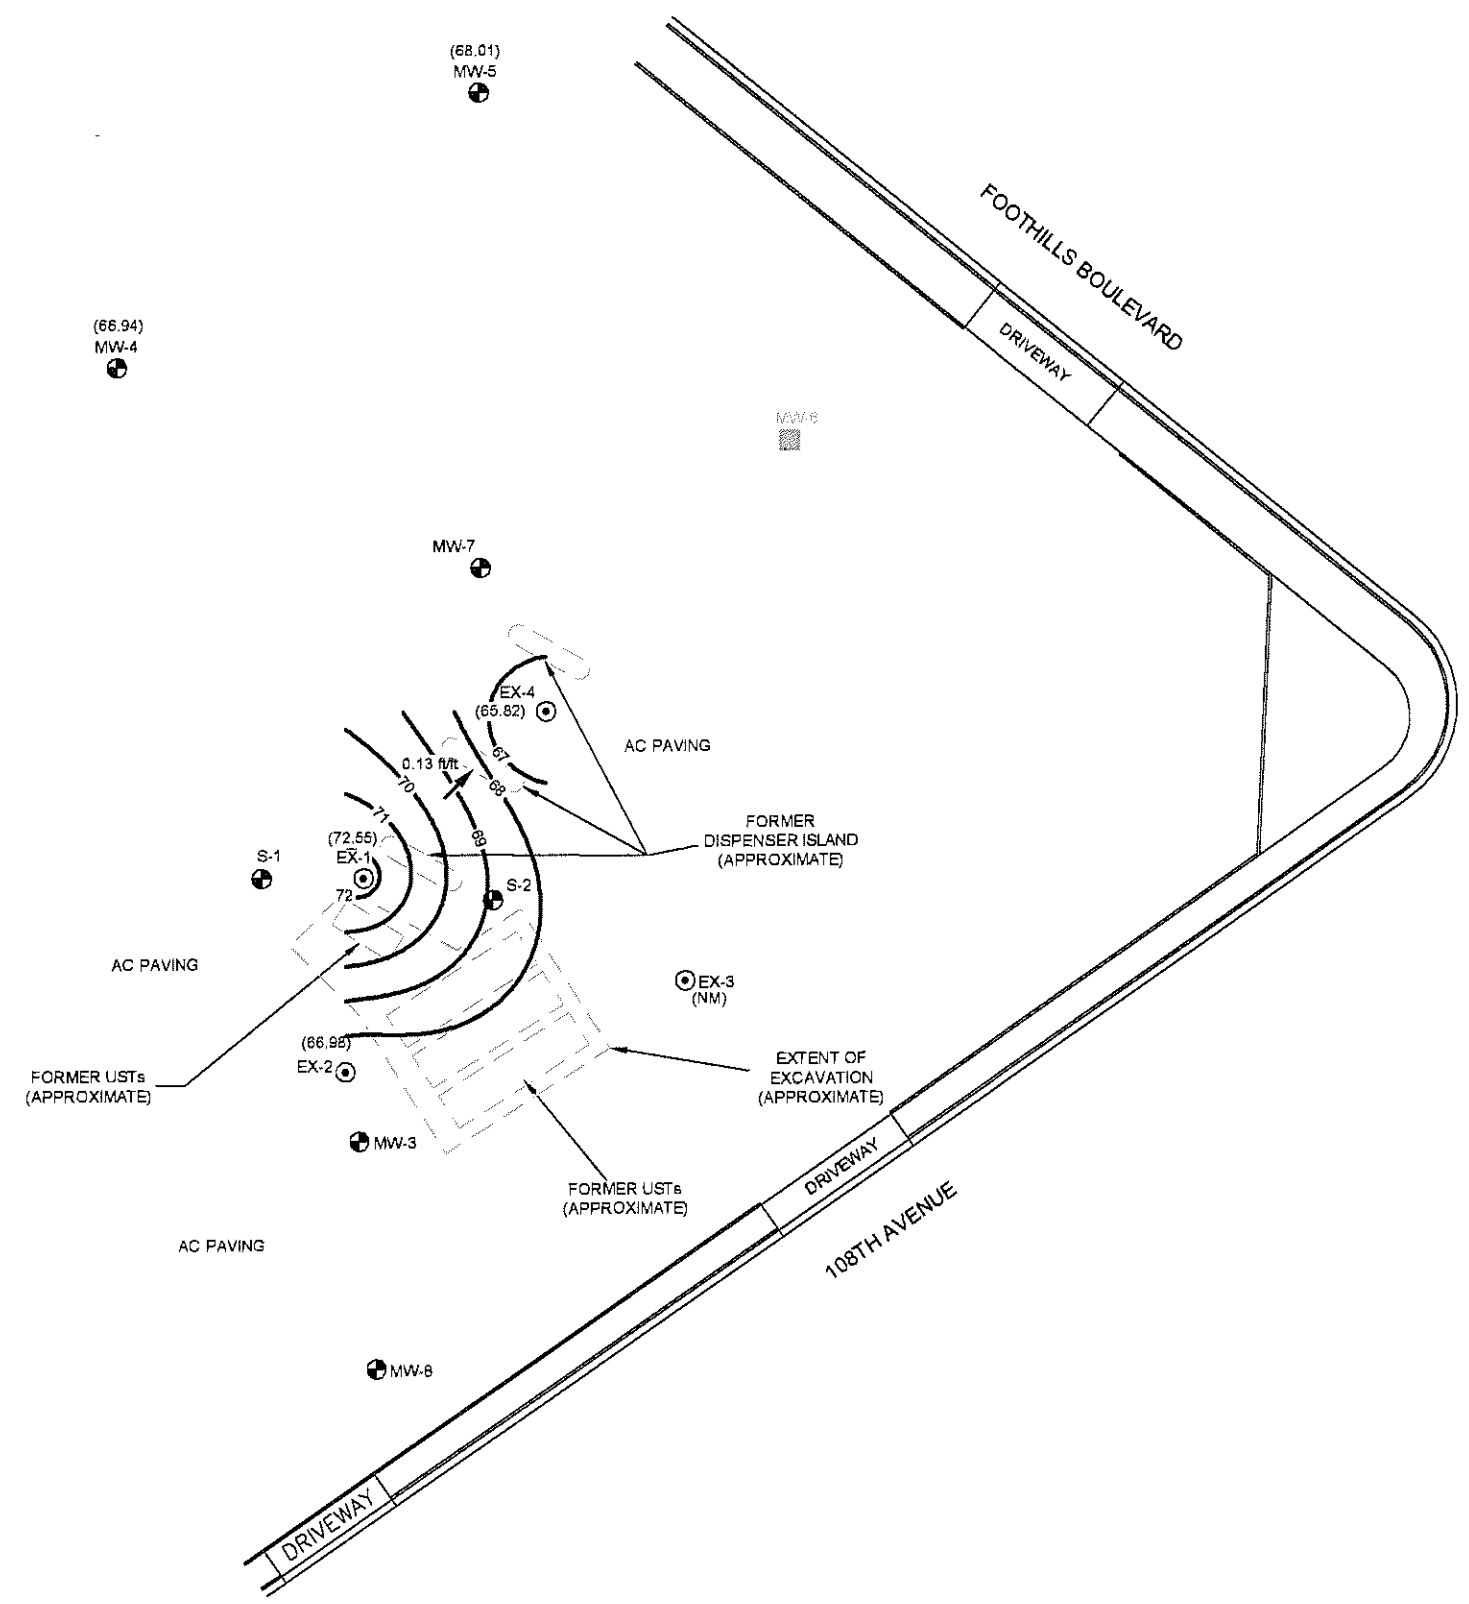 (68.01)
MW-5
FOOTHILLS BOULEVARD
DRIVEWAY
(66.94)
MW-4
MW-6
MW-7
EX-4
(65.82)
AC PAVING
67
0.13 ft/ft
70
68
71
69
FORMER
DISPENSER ISLAND
(APPROXIMATE)
(72.55)
EX-1
S-1
72
S-2
AC PAVING
EX-3
(NM)
(66.98)
EX-2
EXTENT OF
EXCAVATION
(APPROXIMATE)
FORMER USTs
(APPROXIMATE)
MW-3
DRIVEWAY
FORMER USTs
(APPROXIMATE)
108TH AVENUE
AC PAVING
MW-8
DRIVEWAY